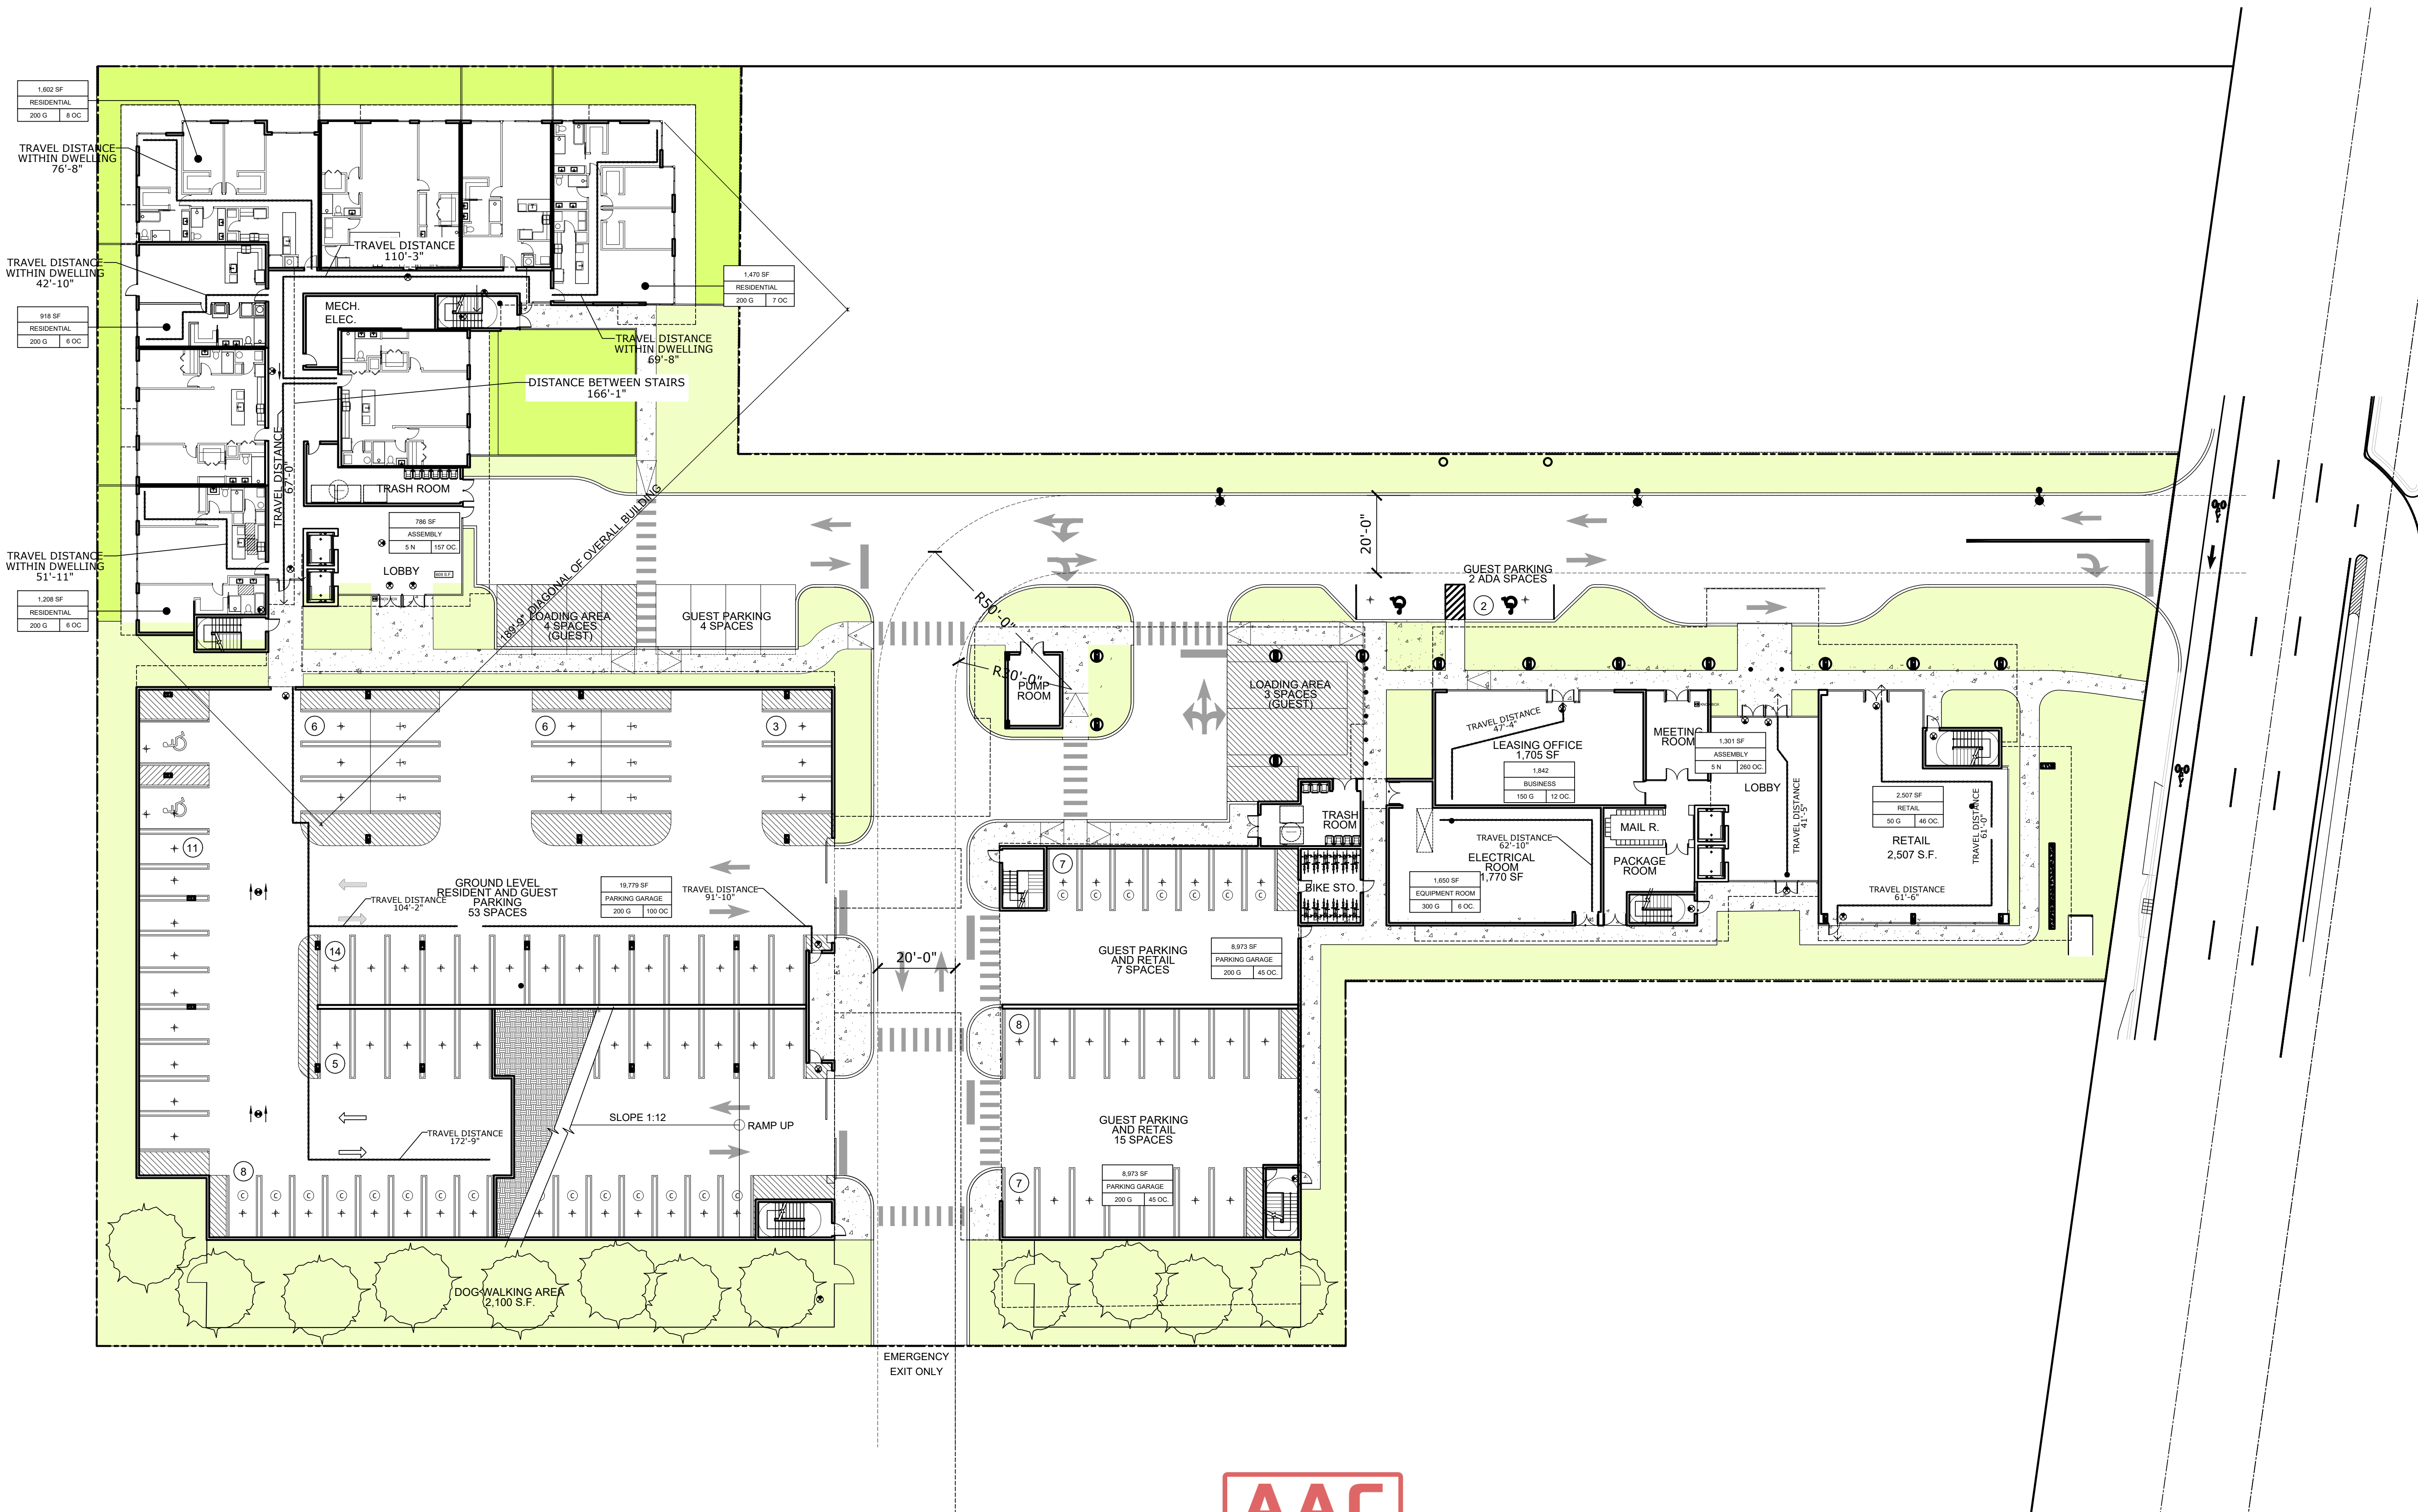 1,602 SF
RESIDENTIAL
200 G 8 OC
TRAVEL DISTANCE
WITHIN DWELLING
76'-8"
TRAVEL DISTANCE
WITHIN DWELLING
42'-10"
918 SF
RESIDENTIAL
200 G 6 OC
TRAVEL DISTANCE
WITHIN DWELLING
51'-11"
1,208 SF
RESIDENTIAL
200 G 6 OC
TRAVEL DISTANCE
110'-3"
MECH.
ELEC.
1,470 SF
RESIDENTIAL
200 G 7 OC
TRAVEL DISTANCE
WITHIN DWELLING
69'-8"
DISTANCE BETWEEN STAIRS
166'-1"
TRAVEL DISTANCE
67'-0"
TRASH ROOM
786 SF
ASSEMBLY
5 N 157 OC.
LOBBY
189'-9" DIAGONAL OF OVERALL BUILDING
LOADING AREA
4 SPACES
(GUEST)
GUEST PARKING
4 SPACES
R50'-0"
R30'-0"
PUMP
ROOM
20'-0"
GUEST PARKING
2 ADA SPACES
2
LOADING AREA
3 SPACES
(GUEST)
TRAVEL DISTANCE
47'-4"
LEASING OFFICE
1,705 SF
1,842
BUSINESS
150 G 12 OC.
MEETING
ROOM
1,301 SF
ASSEMBLY
5 N 260 OC.
LOBBY
TRAVEL DISTANCE
41'-5"
2,507 SF
RETAIL
50 G 46 OC.
RETAIL
2,507 S.F.
TRAVEL DISTANCE
61'-0"
TRAVEL DISTANCE
61'-6"
TRASH
ROOM
BIKE STO.
TRAVEL DISTANCE
62'-10"
ELECTRICAL
ROOM
1,770 SF
1,650 SF
EQUIPMENT ROOM
300 G 6 OC.
MAIL R.
PACKAGE
ROOM
6
6
3
11
GROUND LEVEL
RESIDENT AND GUEST
PARKING
53 SPACES
TRAVEL DISTANCE
104'-2"
19,779 SF
PARKING GARAGE
200 G 100 OC
TRAVEL DISTANCE
91'-10"
14
5
20'-0"
7
C C C C C C C
GUEST PARKING
AND RETAIL
7 SPACES
8,973 SF
PARKING GARAGE
200 G 45 OC.
8
GUEST PARKING
AND RETAIL
15 SPACES
8,973 SF
PARKING GARAGE
200 G 45 OC.
7
SLOPE 1:12
RAMP UP
TRAVEL DISTANCE
172'-9"
8
C C C C C C C C C C C C C C
DOG WALKING AREA
2,100 S.F.
EMERGENCY
EXIT ONLY